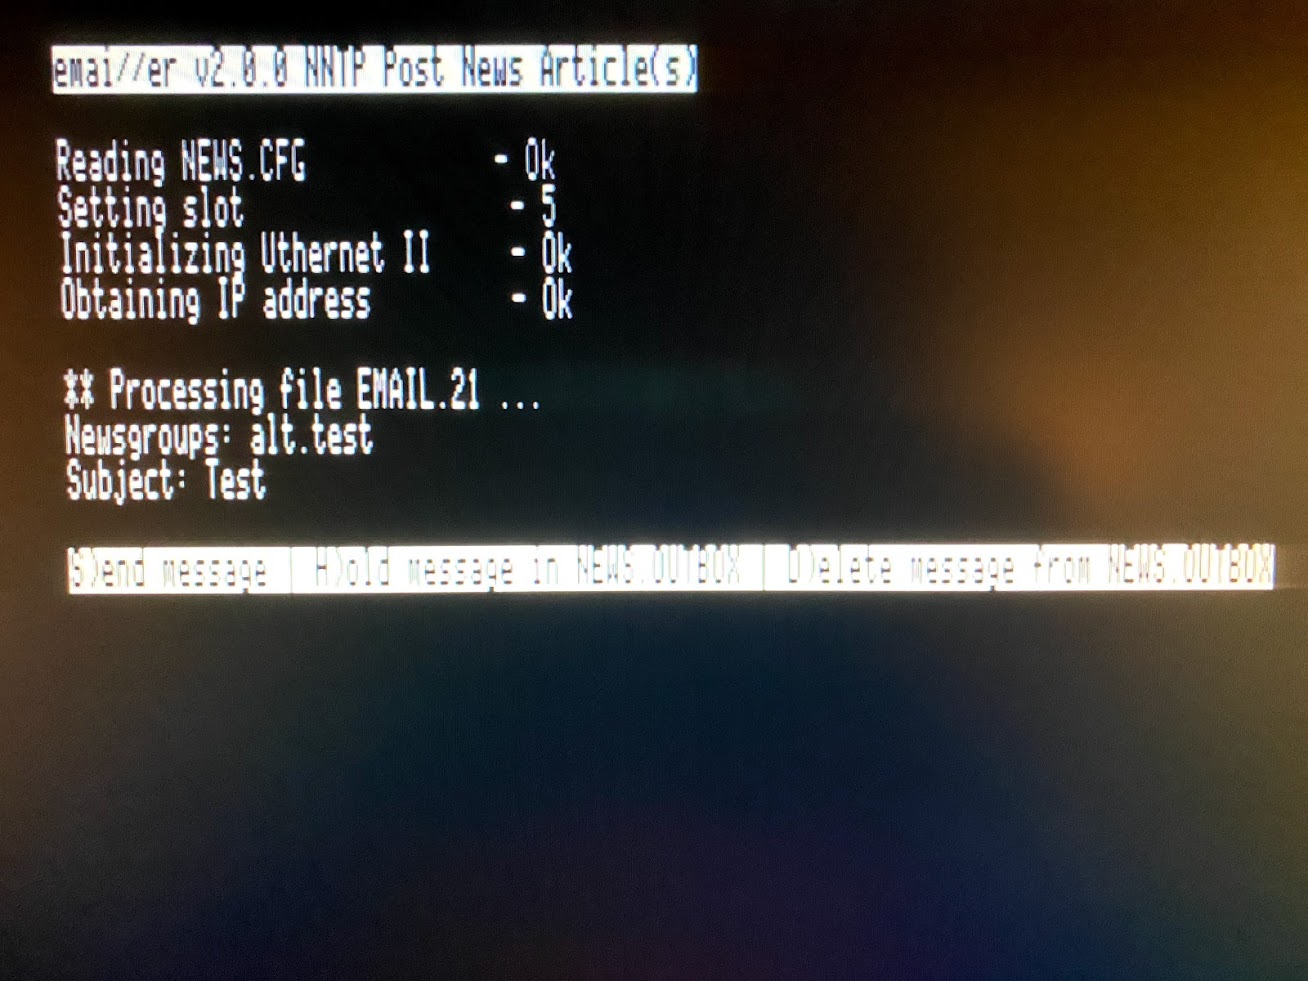 emai//er v2.0.0 NNTP Post News Article(s)
Reading NEWS.CFG - Ok
Setting slot - 5
Initializing Uthernet II - Ok
Obtaining IP address - Ok
** Processing file EMAIL.21 ...
Newsgroups: alt.test
Subject: Test
S)end message | H)old message in NEWS.OUTBOX | D)elete message from NEWS.OUTBOX